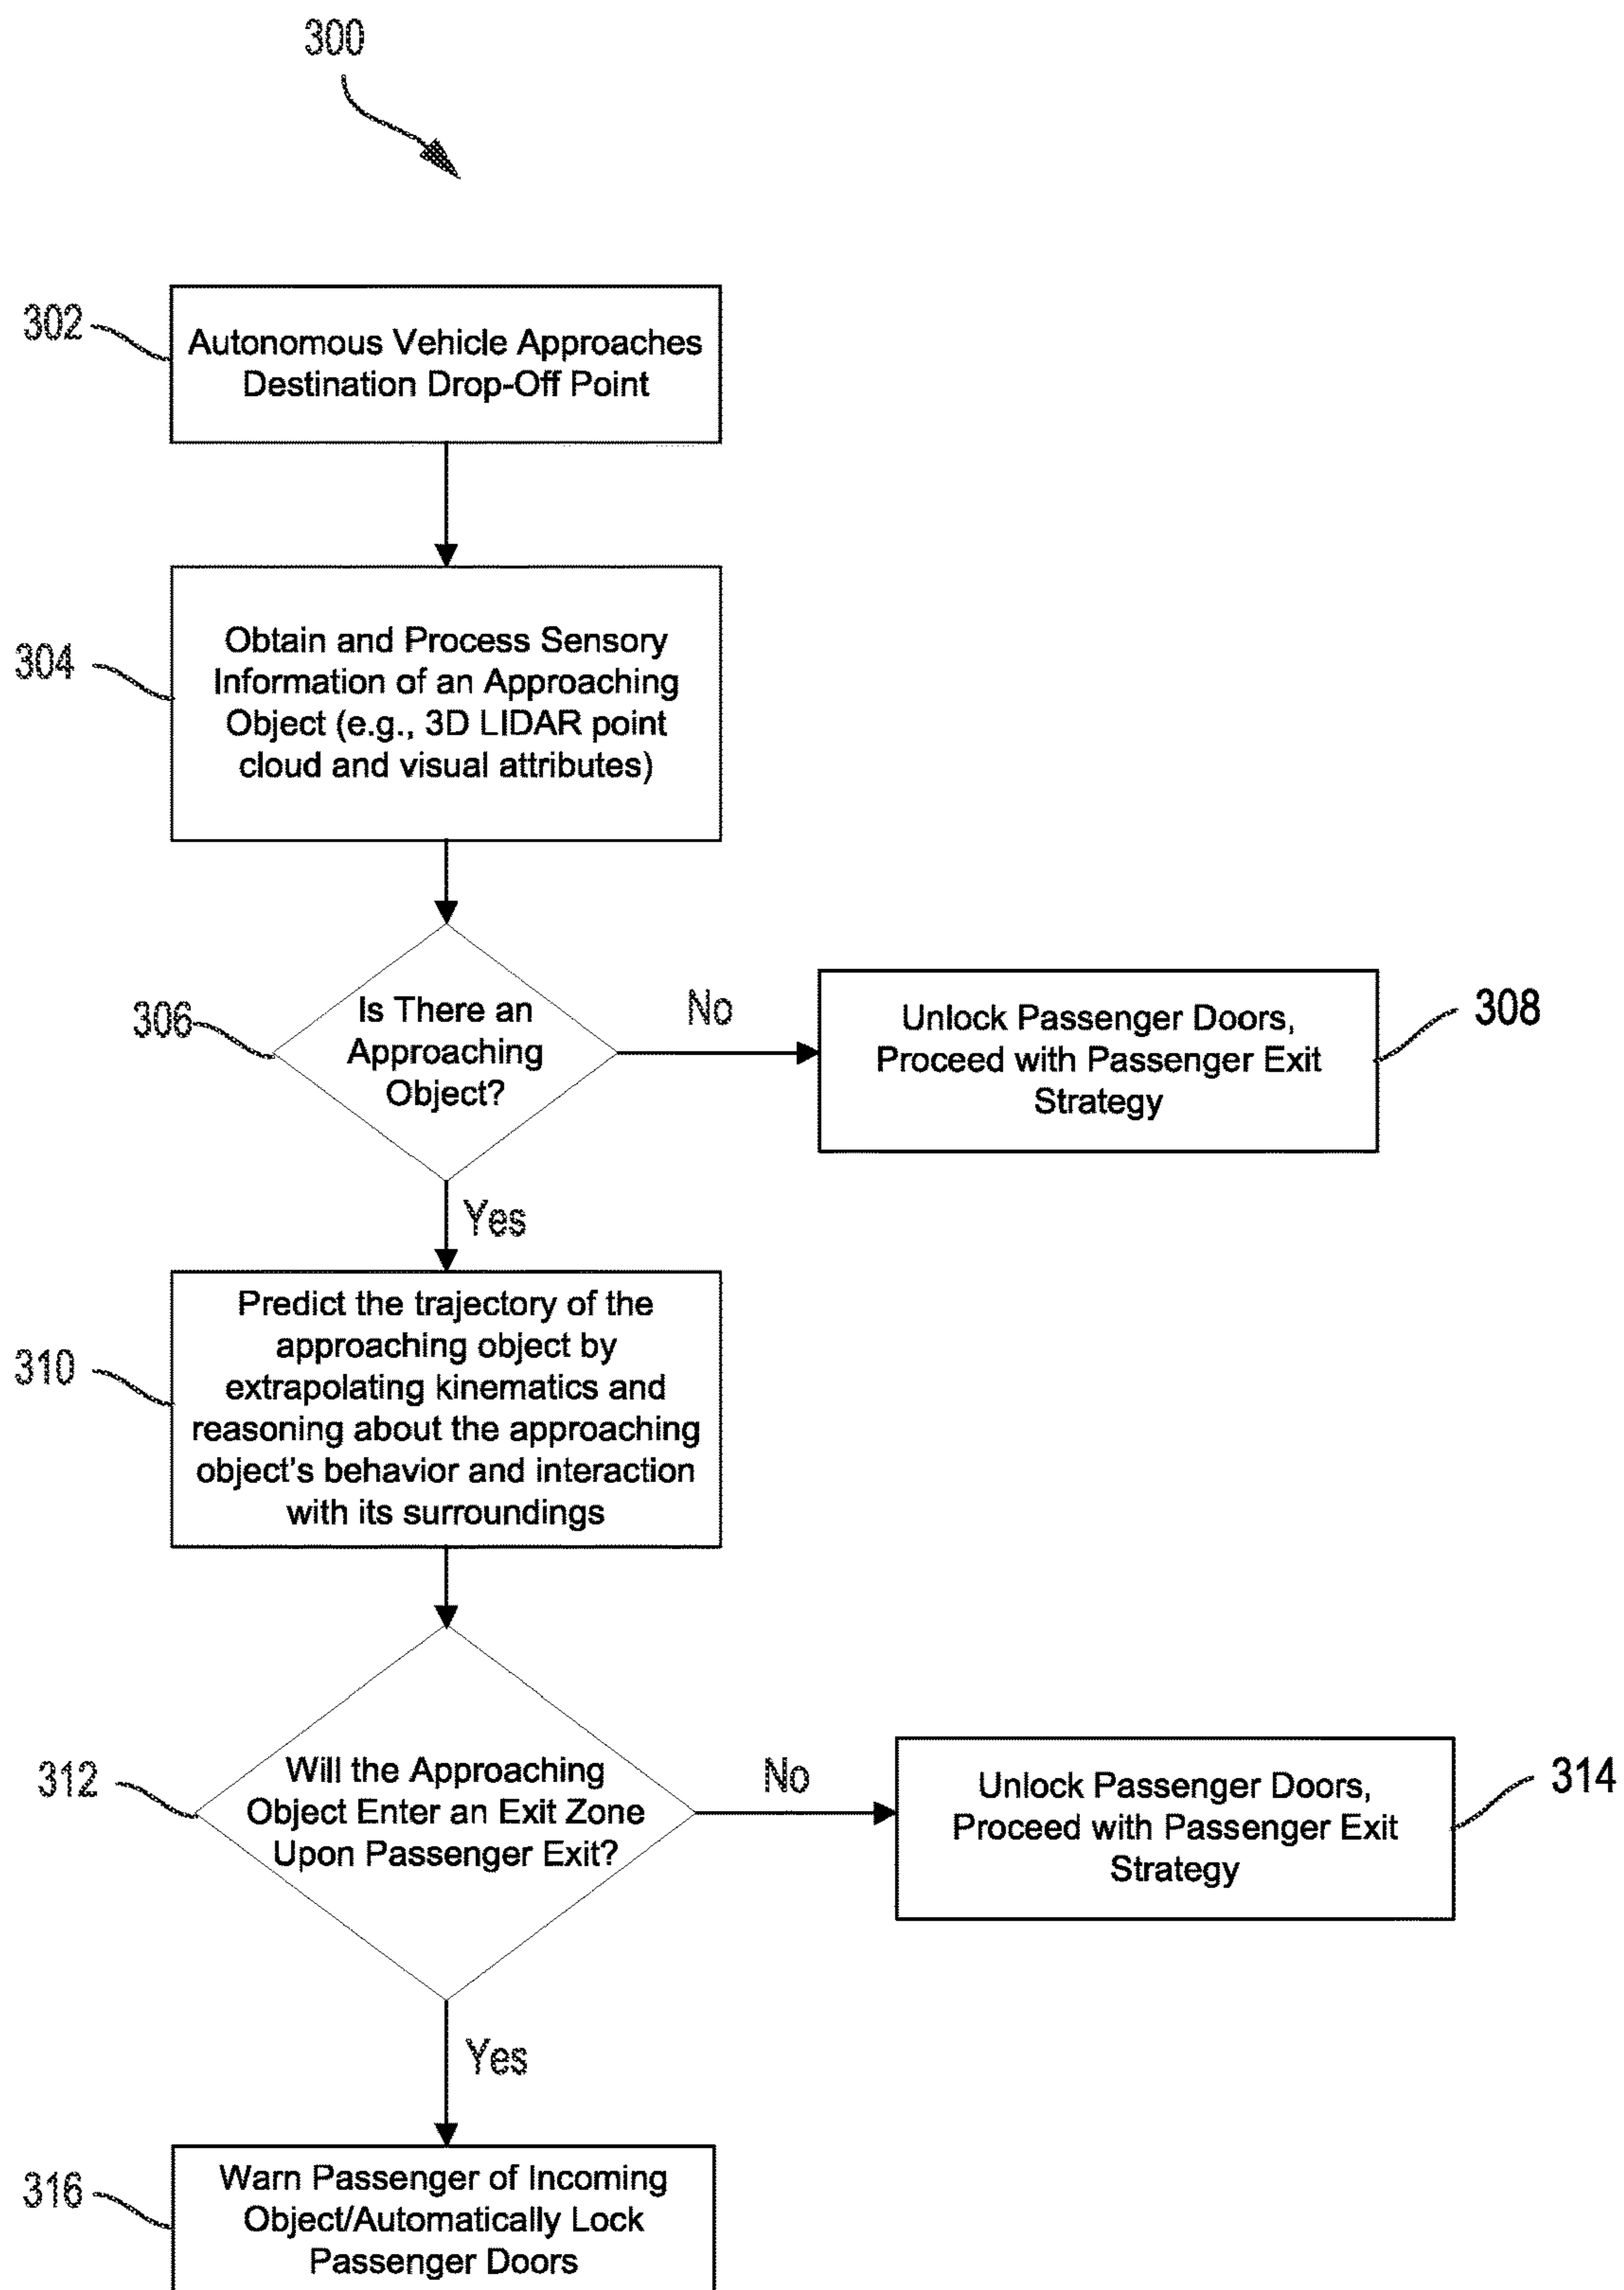 300
302
Autonomous Vehicle Approaches
Destination Drop-Off Point
304
Obtain and Process Sensory
Information of an Approaching
Object (e.g., 3D LIDAR point
cloud and visual attributes)
306
Is There an
Approaching
Object?
No
Unlock Passenger Doors,
Proceed with Passenger Exit
Strategy
308
Yes
310
Predict the trajectory of the
approaching object by
extrapolating kinematics and
reasoning about the approaching
object's behavior and interaction
with its surroundings
312
Will the Approaching
Object Enter an Exit Zone
Upon Passenger Exit?
No
Unlock Passenger Doors,
Proceed with Passenger Exit
Strategy
314
Yes
316
Warn Passenger of Incoming
Object/Automatically Lock
Passenger Doors